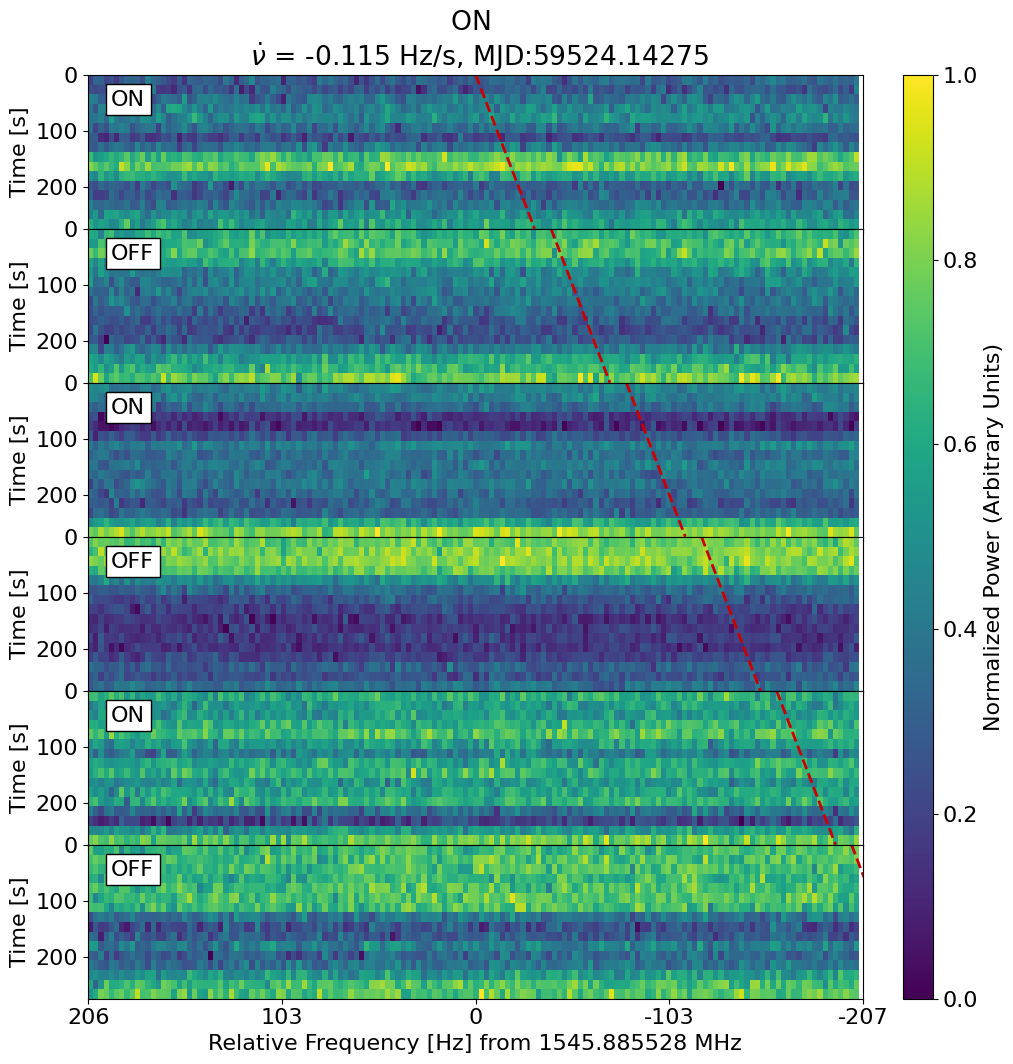 ON
ν̇ = -0.115 Hz/s, MJD:59524.14275
0
100
200
Time [s]
ON
0
100
200
Time [s]
OFF
0
100
200
Time [s]
ON
0
100
200
Time [s]
OFF
0
100
200
Time [s]
ON
0
100
200
Time [s]
OFF
206
103
0
-103
-207
Relative Frequency [Hz] from 1545.885528 MHz
1.0
0.8
0.6
0.4
0.2
0.0
Normalized Power (Arbitrary Units)